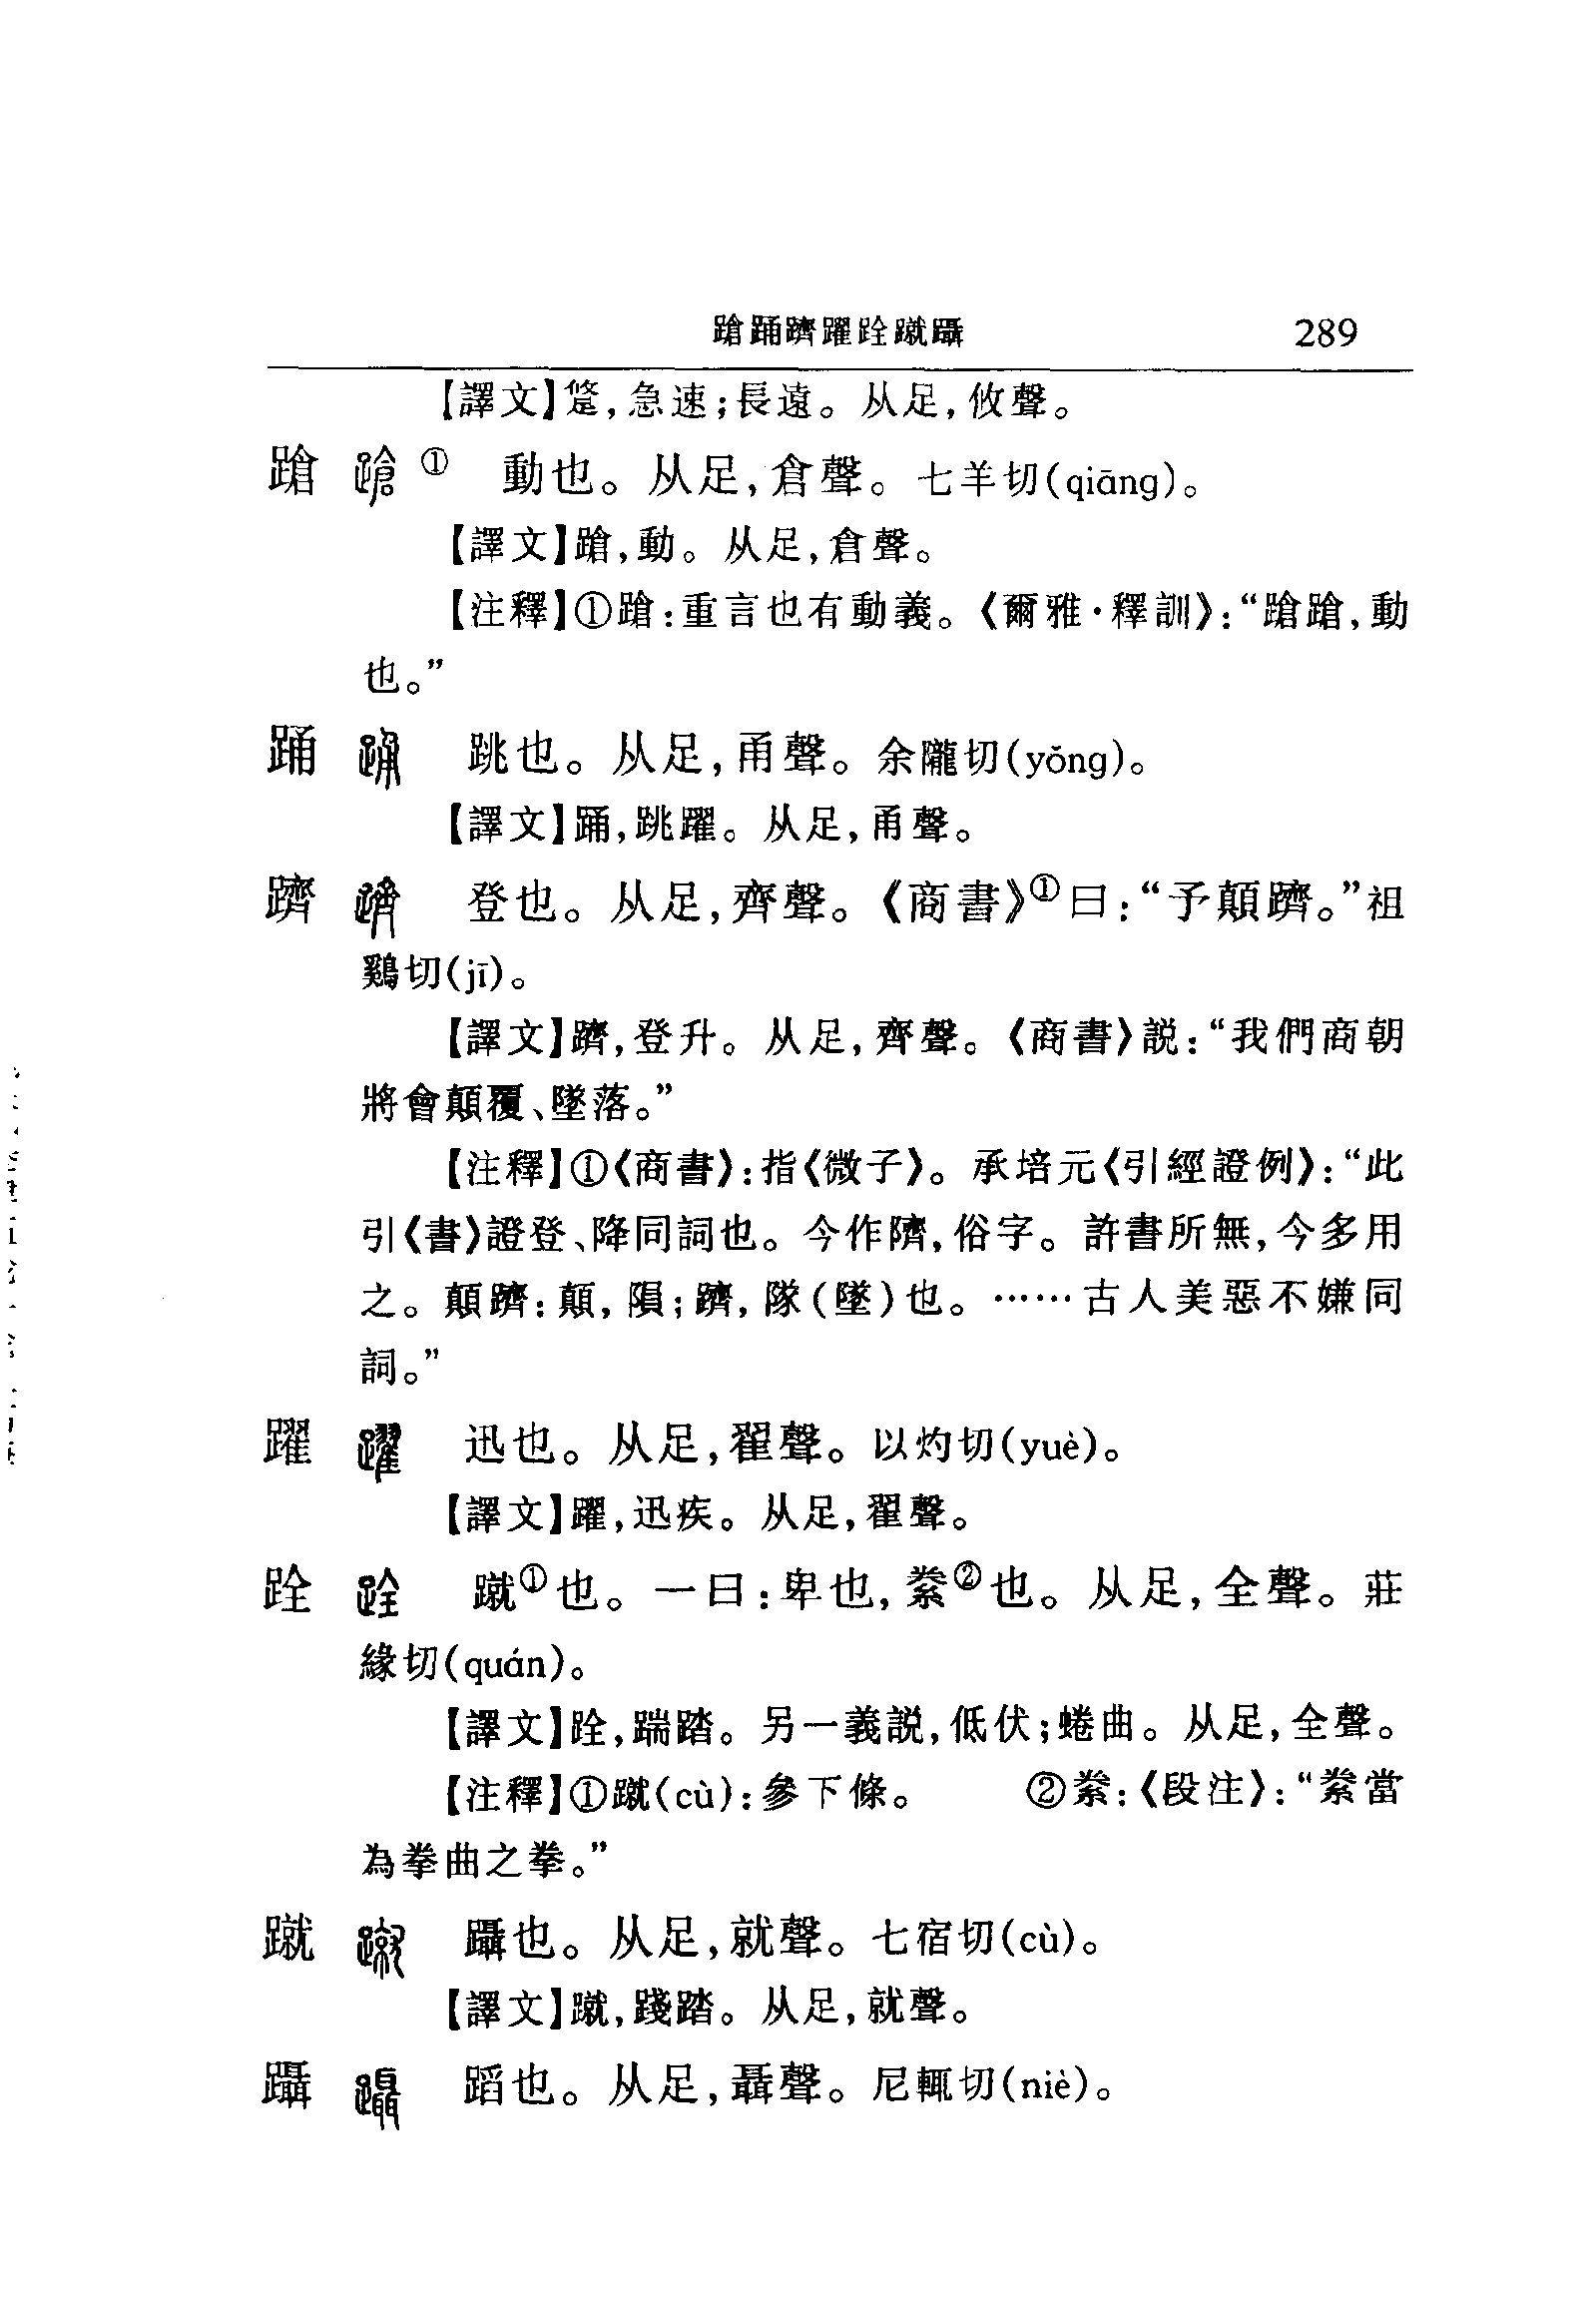 蹌踊躋躍跧蹴躡 289
【譯文】䟫,急速;長遠。从足,攸聲。
蹌 ① 動也。从足,倉聲。七羊切(qiāng)。
【譯文】蹌,動。从足,倉聲。
【注釋】①蹌:重言也有動義。《爾雅·釋訓》:“蹌蹌,動
也。”
踊 跳也。从足,甬聲。余隴切(yǒng)。
【譯文】踊,跳躍。从足,甬聲。
躋 登也。从足,齊聲。《商書》①曰:“予顛躋。”祖
鷄切(jī)。
【譯文】躋,登升。从足,齊聲。《商書》説:“我們商朝
將會顛覆、墜落。”
【注釋】①《商書》:指《微子》。承培元《引經證例》:“此
引《書》證登、降同詞也。今作隮,俗字。許書所無,今多用
之。顛躋:顛,隕;躋,隊(墜)也。……古人美惡不嫌同
詞。”
躍 迅也。从足,翟聲。以灼切(yuè)。
【譯文】躍,迅疾。从足,翟聲。
跧 蹴①也。一曰:卑也,絭②也。从足,全聲。莊
緣切(quán)。
【譯文】跧,踹踏。另一義説,低伏;蜷曲。从足,全聲。
【注釋】①蹴(cù):參下條。 ②絭:《段注》:“絭當
為拳曲之拳。”
蹴 躡也。从足,就聲。七宿切(cù)。
【譯文】蹴,踐踏。从足,就聲。
躡 蹈也。从足,聶聲。尼輒切(niè)。